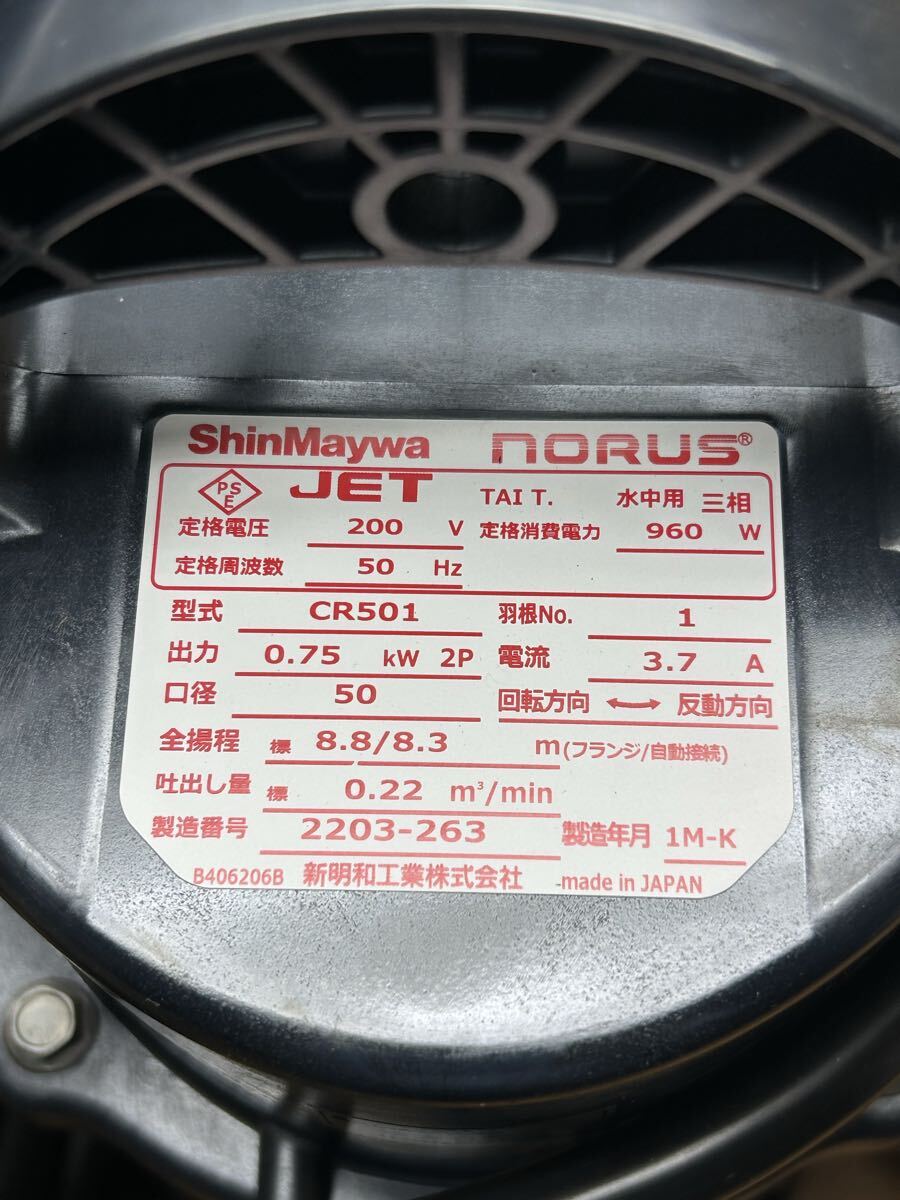 ShinMaywa NORUS®
PSE JET TAI T. 水中用 三相
定格電圧 200 V 定格消費電力 960 W
定格周波数 50 Hz
型式 CR501 羽根No. 1
出力 0.75 kW 2P 電流 3.7 A
口径 50 回転方向 ←→ 反動方向
全揚程 標 8.8/8.3 m(フランジ/自動接続)
吐出し量 標 0.22 m³/min
製造番号 2203-263 製造年月 1M-K
B406206B 新明和工業株式会社 made in JAPAN